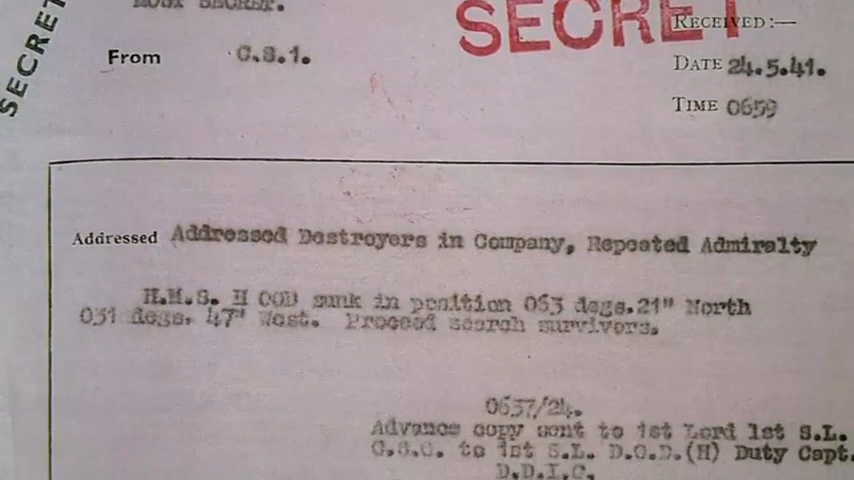 MOST SECRET.
SECRET
SECRET
RECEIVED:—
From C.S.1.
DATE 24.5.41.
TIME 0659
Addressed Addressed Destroyers in Company, Repeated Admiralty
H.M.S. H OOD sunk in position 063 degs.21" North
031 degs. 47" West. Proceed search survivors.
0637/24.
Advance copy sent to 1st Lord 1st S.L.
C.S.O. to 1st S.L. D.O.D.(H) Duty Capt.
D.D.I.C.